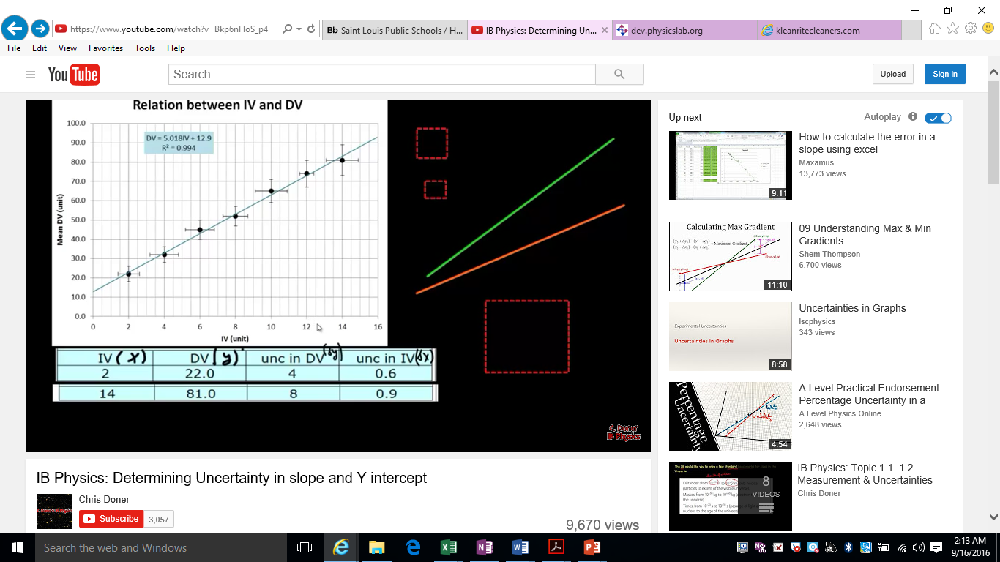 https://www.youtube.com/watch?v=Bkp6nHoS_p4
Bb Saint Louis Public Schools / H...
IB Physics: Determining Un...
dev.physicslab.org
kleanritecleaners.com
File Edit View Favorites Tools Help
YouTube
Search
Upload
Sign in
Relation between IV and DV
DV = 5.018IV + 12.9
R² = 0.994
Mean DV (unit)
100.0
90.0
80.0
70.0
60.0
50.0
40.0
30.0
20.0
10.0
0.0
0 2 4 6 8 10 12 14 16
IV (unit)
IV (x) DV (y) unc in DV (δy) unc in IV (δx)
2 22.0 4 0.6
14 81.0 8 0.9
C. Doner
IB Physics
IB Physics: Determining Uncertainty in slope and Y intercept
Chris Doner
Subscribe 3,057
9,670 views
Up next
Autoplay
How to calculate the error in a
slope using excel
Maxamus
13,773 views
9:11
Calculating Max Gradient
= Maximum Gradient
11:10
09 Understanding Max & Min
Gradients
Shem Thompson
6,700 views
Experimental Uncertainties
Uncertainties in Graphs
8:58
Uncertainties in Graphs
Iscphysics
343 views
Percentage
Uncertainty
4:54
A Level Practical Endorsement -
Percentage Uncertainty in a
A Level Physics Online
2,648 views
8
VIDEOS
IB Physics: Topic 1.1_1.2
Measurement & Uncertainties
Chris Doner
Search the web and Windows
2:13 AM
9/16/2016